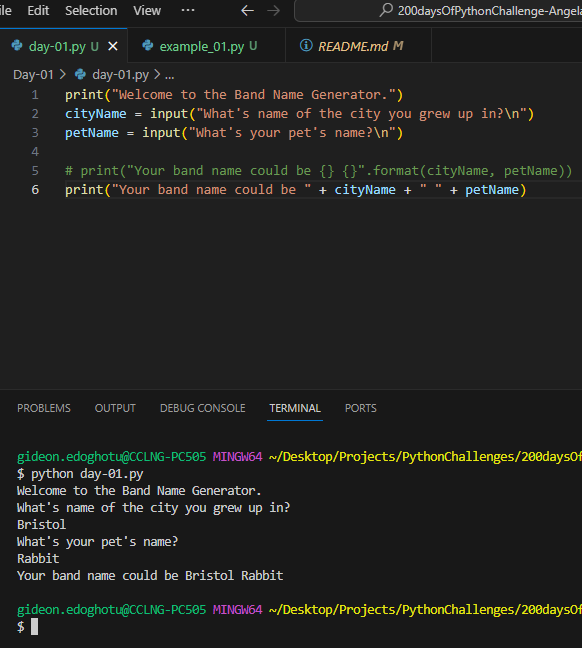 ile Edit Selection View ··· ← → 200daysOfPythonChallenge-Angela
day-01.py U × example_01.py U README.md M
Day-01 > day-01.py > ...
1 print("Welcome to the Band Name Generator.")
2 cityName = input("What's name of the city you grew up in?\n")
3 petName = input("What's your pet's name?\n")
4
5 # print("Your band name could be {} {}".format(cityName, petName))
6 print("Your band name could be " + cityName + " " + petName)
PROBLEMS OUTPUT DEBUG CONSOLE TERMINAL PORTS
gideon.edoghotu@CCLNG-PC505 MINGW64 ~/Desktop/Projects/PythonChallenges/200daysOf
$ python day-01.py
Welcome to the Band Name Generator.
What's name of the city you grew up in?
Bristol
What's your pet's name?
Rabbit
Your band name could be Bristol Rabbit
gideon.edoghotu@CCLNG-PC505 MINGW64 ~/Desktop/Projects/PythonChallenges/200daysOf
$